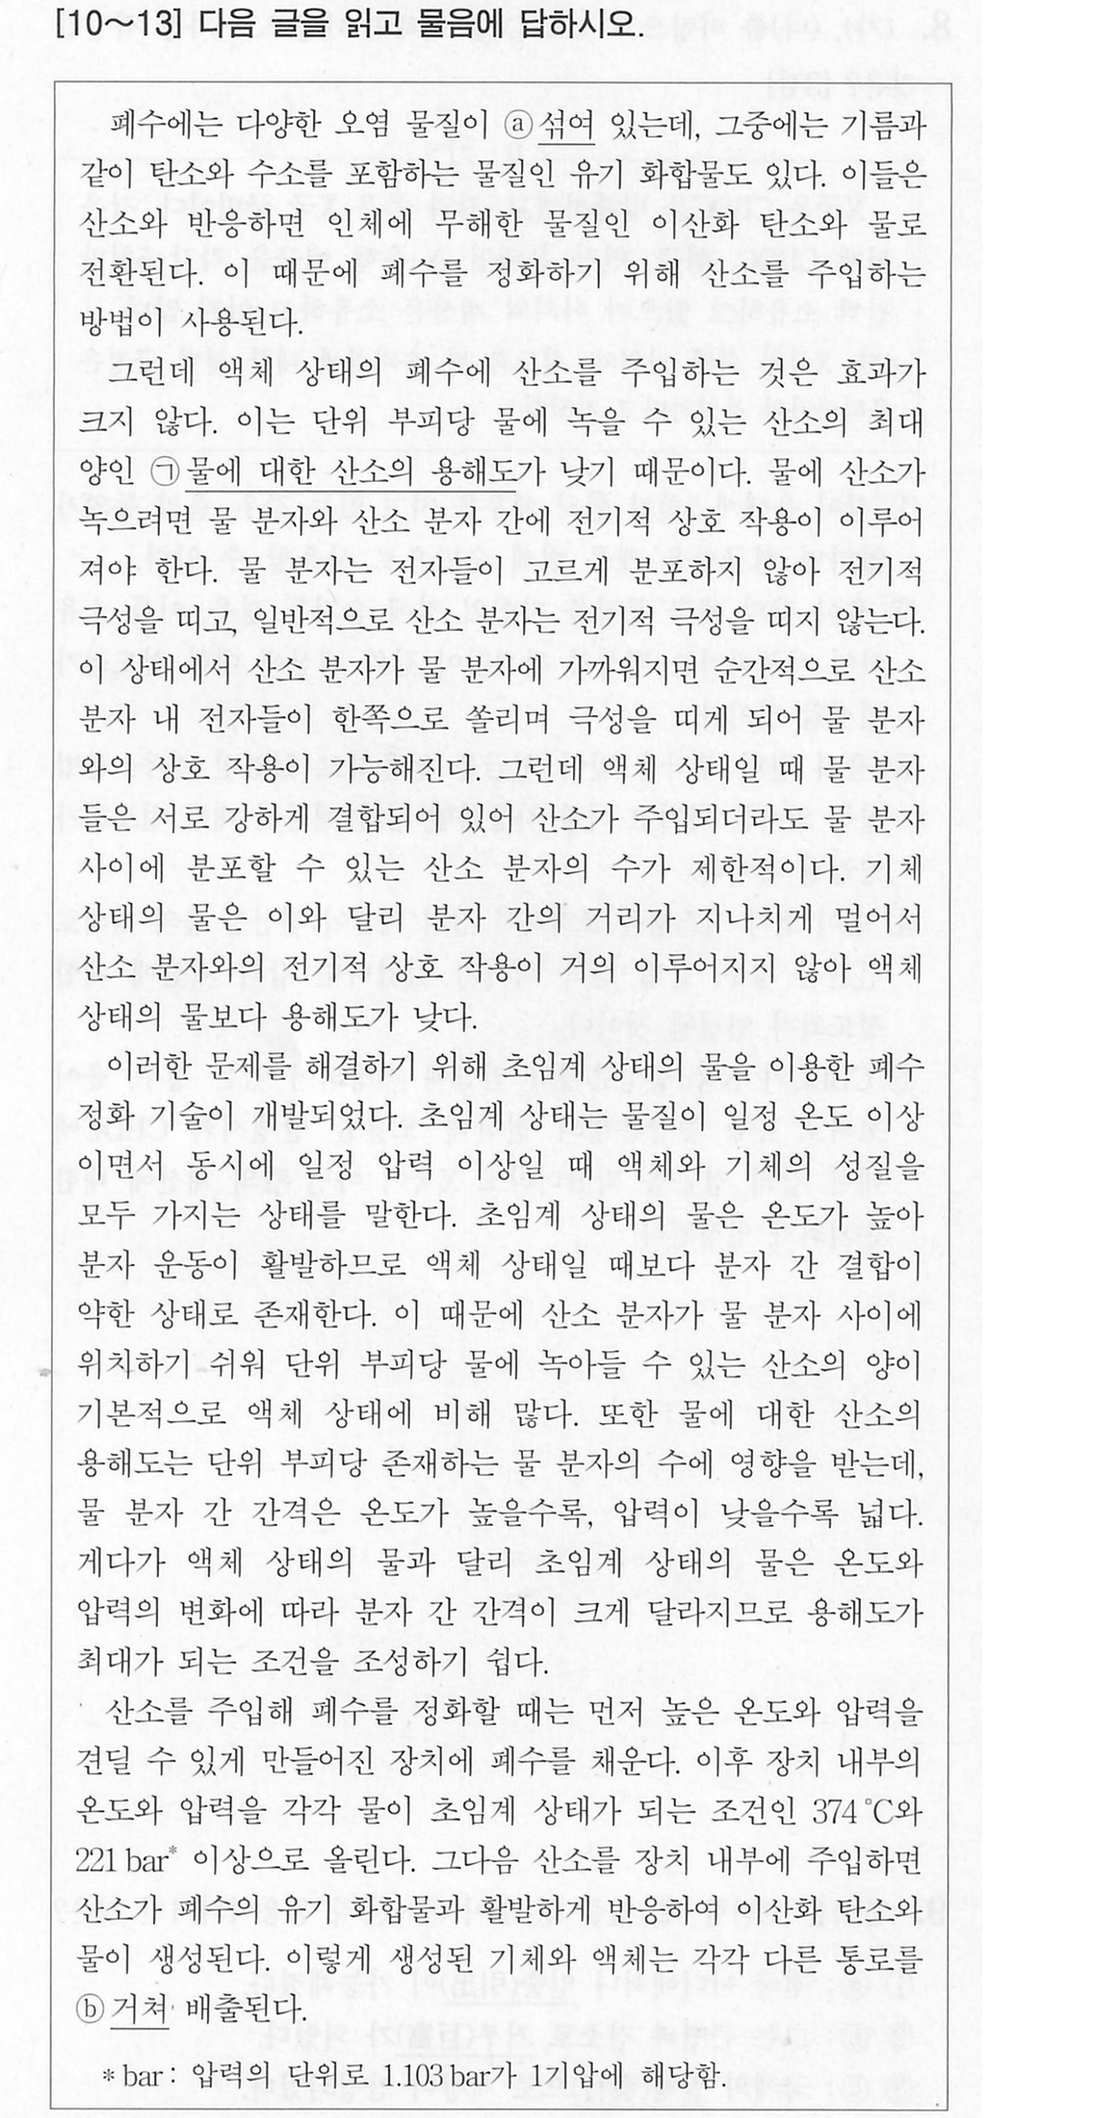 [10～13] 다음 글을 읽고 물음에 답하시오.
폐수에는 다양한 오염 물질이 ⓐ섞여 있는데, 그중에는 기름과
같이 탄소와 수소를 포함하는 물질인 유기 화합물도 있다. 이들은
산소와 반응하면 인체에 무해한 물질인 이산화 탄소와 물로
전환된다. 이 때문에 폐수를 정화하기 위해 산소를 주입하는
방법이 사용된다.
그런데 액체 상태의 폐수에 산소를 주입하는 것은 효과가
크지 않다. 이는 단위 부피당 물에 녹을 수 있는 산소의 최대
양인 ㉠물에 대한 산소의 용해도가 낮기 때문이다. 물에 산소가
녹으려면 물 분자와 산소 분자 간에 전기적 상호 작용이 이루어
져야 한다. 물 분자는 전자들이 고르게 분포하지 않아 전기적
극성을 띠고, 일반적으로 산소 분자는 전기적 극성을 띠지 않는다.
이 상태에서 산소 분자가 물 분자에 가까워지면 순간적으로 산소
분자 내 전자들이 한쪽으로 쏠리며 극성을 띠게 되어 물 분자
와의 상호 작용이 가능해진다. 그런데 액체 상태일 때 물 분자
들은 서로 강하게 결합되어 있어 산소가 주입되더라도 물 분자
사이에 분포할 수 있는 산소 분자의 수가 제한적이다. 기체
상태의 물은 이와 달리 분자 간의 거리가 지나치게 멀어서
산소 분자와의 전기적 상호 작용이 거의 이루어지지 않아 액체
상태의 물보다 용해도가 낮다.
이러한 문제를 해결하기 위해 초임계 상태의 물을 이용한 폐수
정화 기술이 개발되었다. 초임계 상태는 물질이 일정 온도 이상
이면서 동시에 일정 압력 이상일 때 액체와 기체의 성질을
모두 가지는 상태를 말한다. 초임계 상태의 물은 온도가 높아
분자 운동이 활발하므로 액체 상태일 때보다 분자 간 결합이
약한 상태로 존재한다. 이 때문에 산소 분자가 물 분자 사이에
위치하기 쉬워 단위 부피당 물에 녹아들 수 있는 산소의 양이
기본적으로 액체 상태에 비해 많다. 또한 물에 대한 산소의
용해도는 단위 부피당 존재하는 물 분자의 수에 영향을 받는데,
물 분자 간 간격은 온도가 높을수록, 압력이 낮을수록 넓다.
게다가 액체 상태의 물과 달리 초임계 상태의 물은 온도와
압력의 변화에 따라 분자 간 간격이 크게 달라지므로 용해도가
최대가 되는 조건을 조성하기 쉽다.
산소를 주입해 폐수를 정화할 때는 먼저 높은 온도와 압력을
견딜 수 있게 만들어진 장치에 폐수를 채운다. 이후 장치 내부의
온도와 압력을 각각 물이 초임계 상태가 되는 조건인 374℃와
221 bar* 이상으로 올린다. 그다음 산소를 장치 내부에 주입하면
산소가 폐수의 유기 화합물과 활발하게 반응하여 이산화 탄소와
물이 생성된다. 이렇게 생성된 기체와 액체는 각각 다른 통로를
ⓑ거쳐 배출된다.
* bar : 압력의 단위로 1.103 bar가 1기압에 해당함.